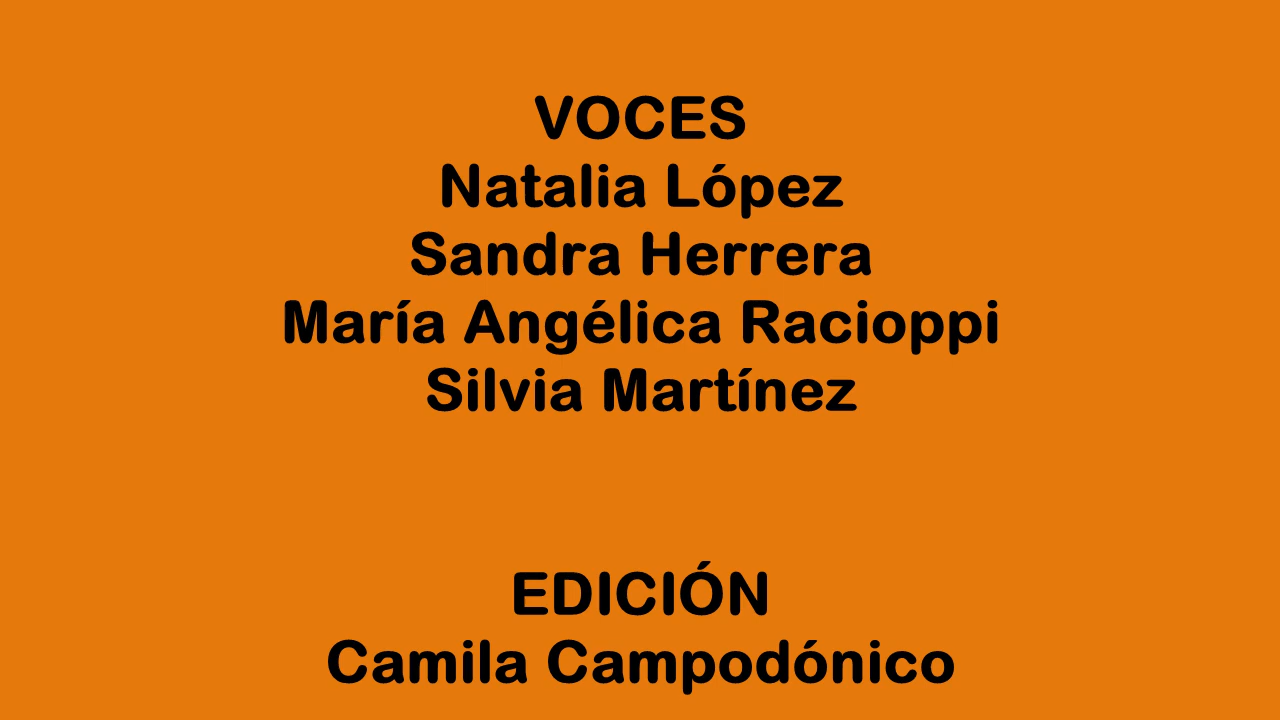 VOCES
Natalia López
Sandra Herrera
María Angélica Racioppi
Silvia Martínez
EDICIÓN
Camila Campodónico